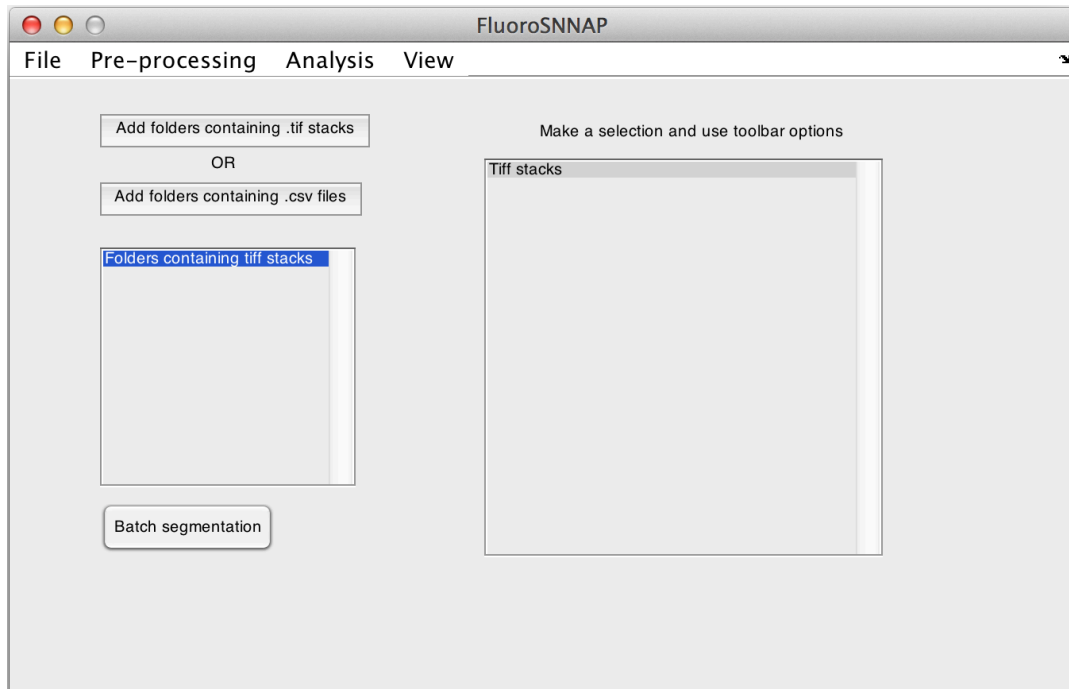 FluoroSNNAP
File Pre-processing Analysis View
Add folders containing .tif stacks
OR
Add folders containing .csv files
Folders containing tiff stacks
Batch segmentation
Make a selection and use toolbar options
Tiff stacks